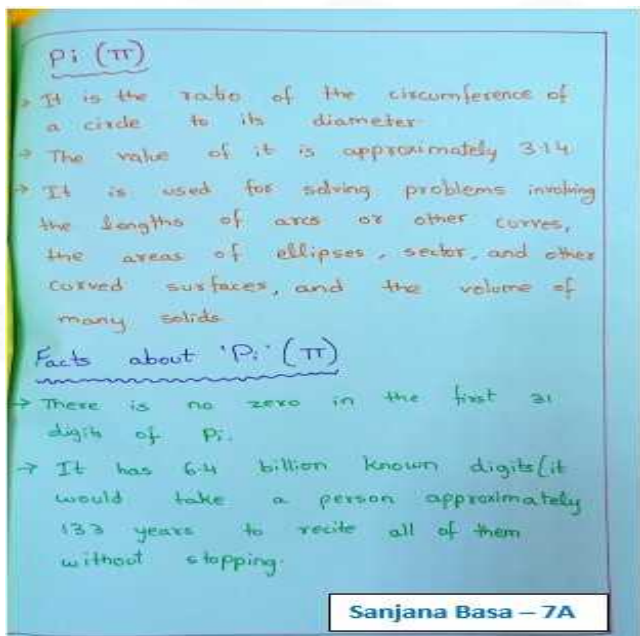 Pi (π)
→ It is the ratio of the circumference of
a circle to its diameter.
→ The value of it is approximately 3.14
→ It is used for solving problems involving
the lengths of arcs or other curves,
the areas of ellipses, sector, and other
curved surfaces, and the volume of
many solids.
Facts about 'Pi' (π)
→ There is no zero in the first 31
digits of Pi.
→ It has 6.4 billion known digits (it
would take a person approximately
133 years to recite all of them
without stopping.
Sanjana Basa – 7A